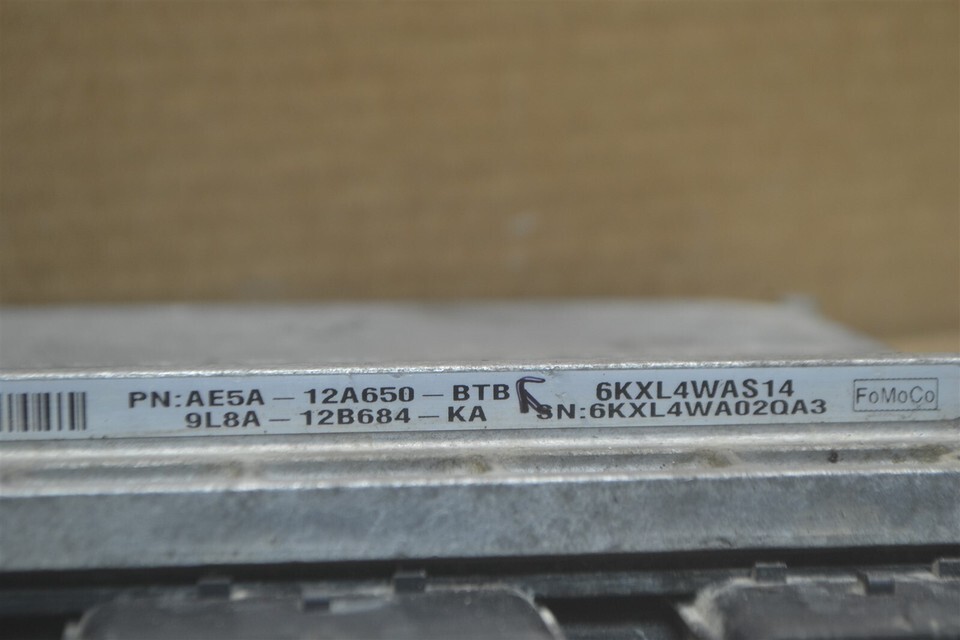 PN:AE5A-12A650-BTB 6KXL4WAS14
9L8A-12B684-KA SN:6KXL4WA02QA3
FoMoCo